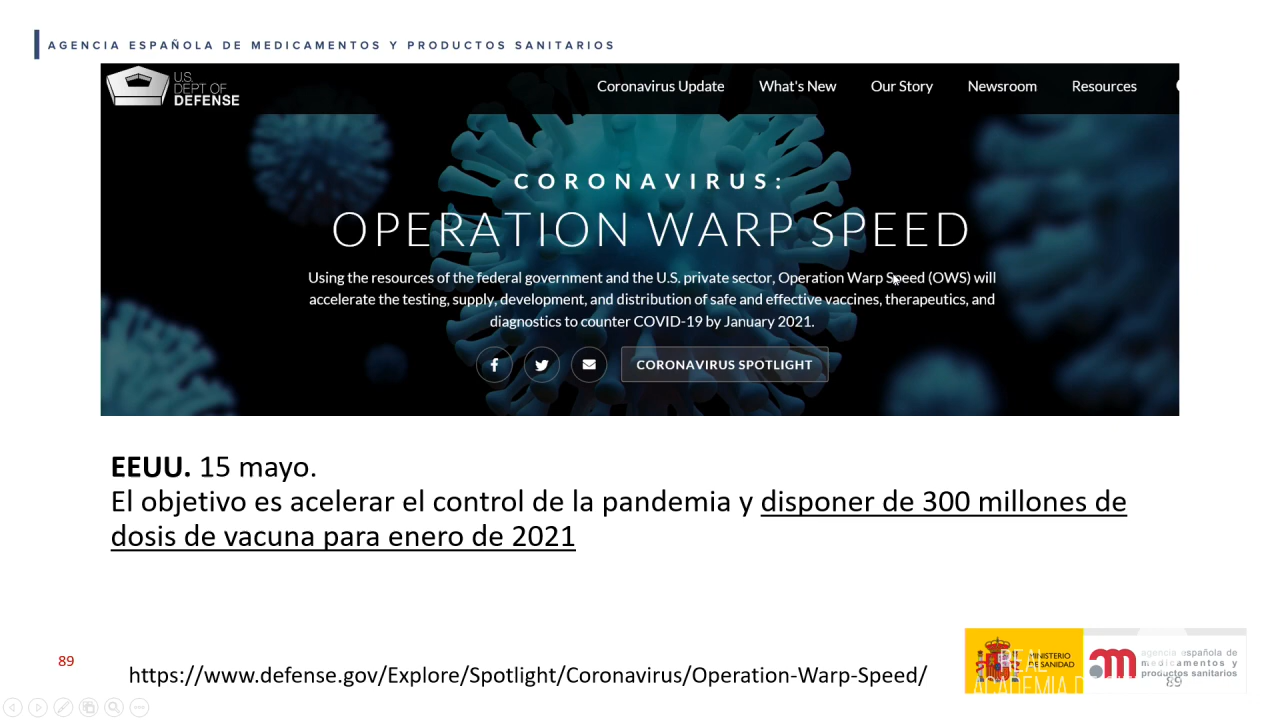 AGENCIA ESPAÑOLA DE MEDICAMENTOS Y PRODUCTOS SANITARIOS
U.S.
DEPT OF
DEFENSE
Coronavirus Update What's New Our Story Newsroom Resources
CORONAVIRUS:
OPERATION WARP SPEED
Using the resources of the federal government and the U.S. private sector, Operation Warp Speed (OWS) will
accelerate the testing, supply, development, and distribution of safe and effective vaccines, therapeutics, and
diagnostics to counter COVID-19 by January 2021.
CORONAVIRUS SPOTLIGHT
EEUU. 15 mayo.
El objetivo es acelerar el control de la pandemia y disponer de 300 millones de
dosis de vacuna para enero de 2021
89
https://www.defense.gov/Explore/Spotlight/Coronavirus/Operation-Warp-Speed/
MINISTERIO
DE SANIDAD
agencia española de
medicamentos y
productos sanitarios
REAL
ACADEMIA D
89